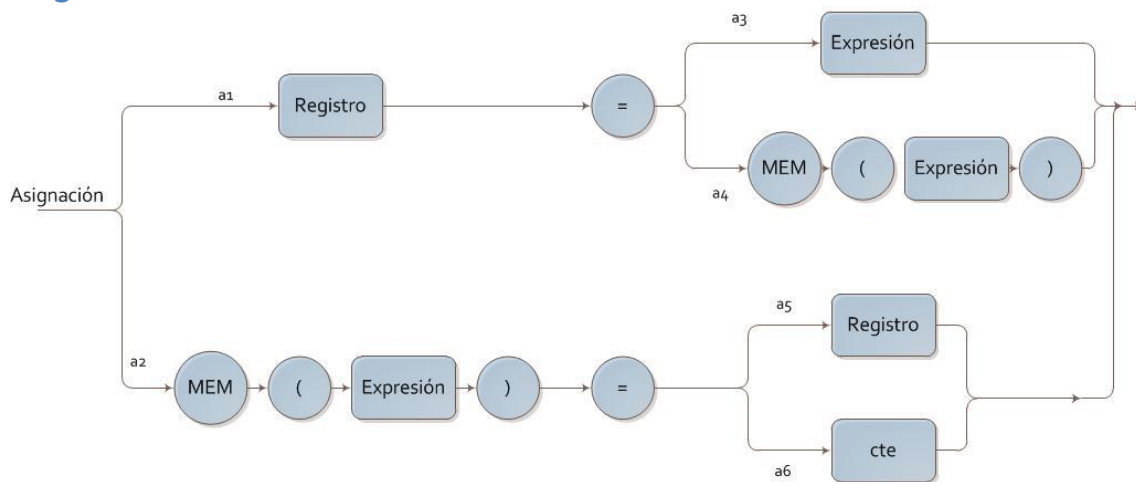 a3
Expresión
a1
Registro
=
MEM
(
Expresión
)
a4
Asignación
a5
Registro
a2
MEM
(
Expresión
)
=
cte
a6